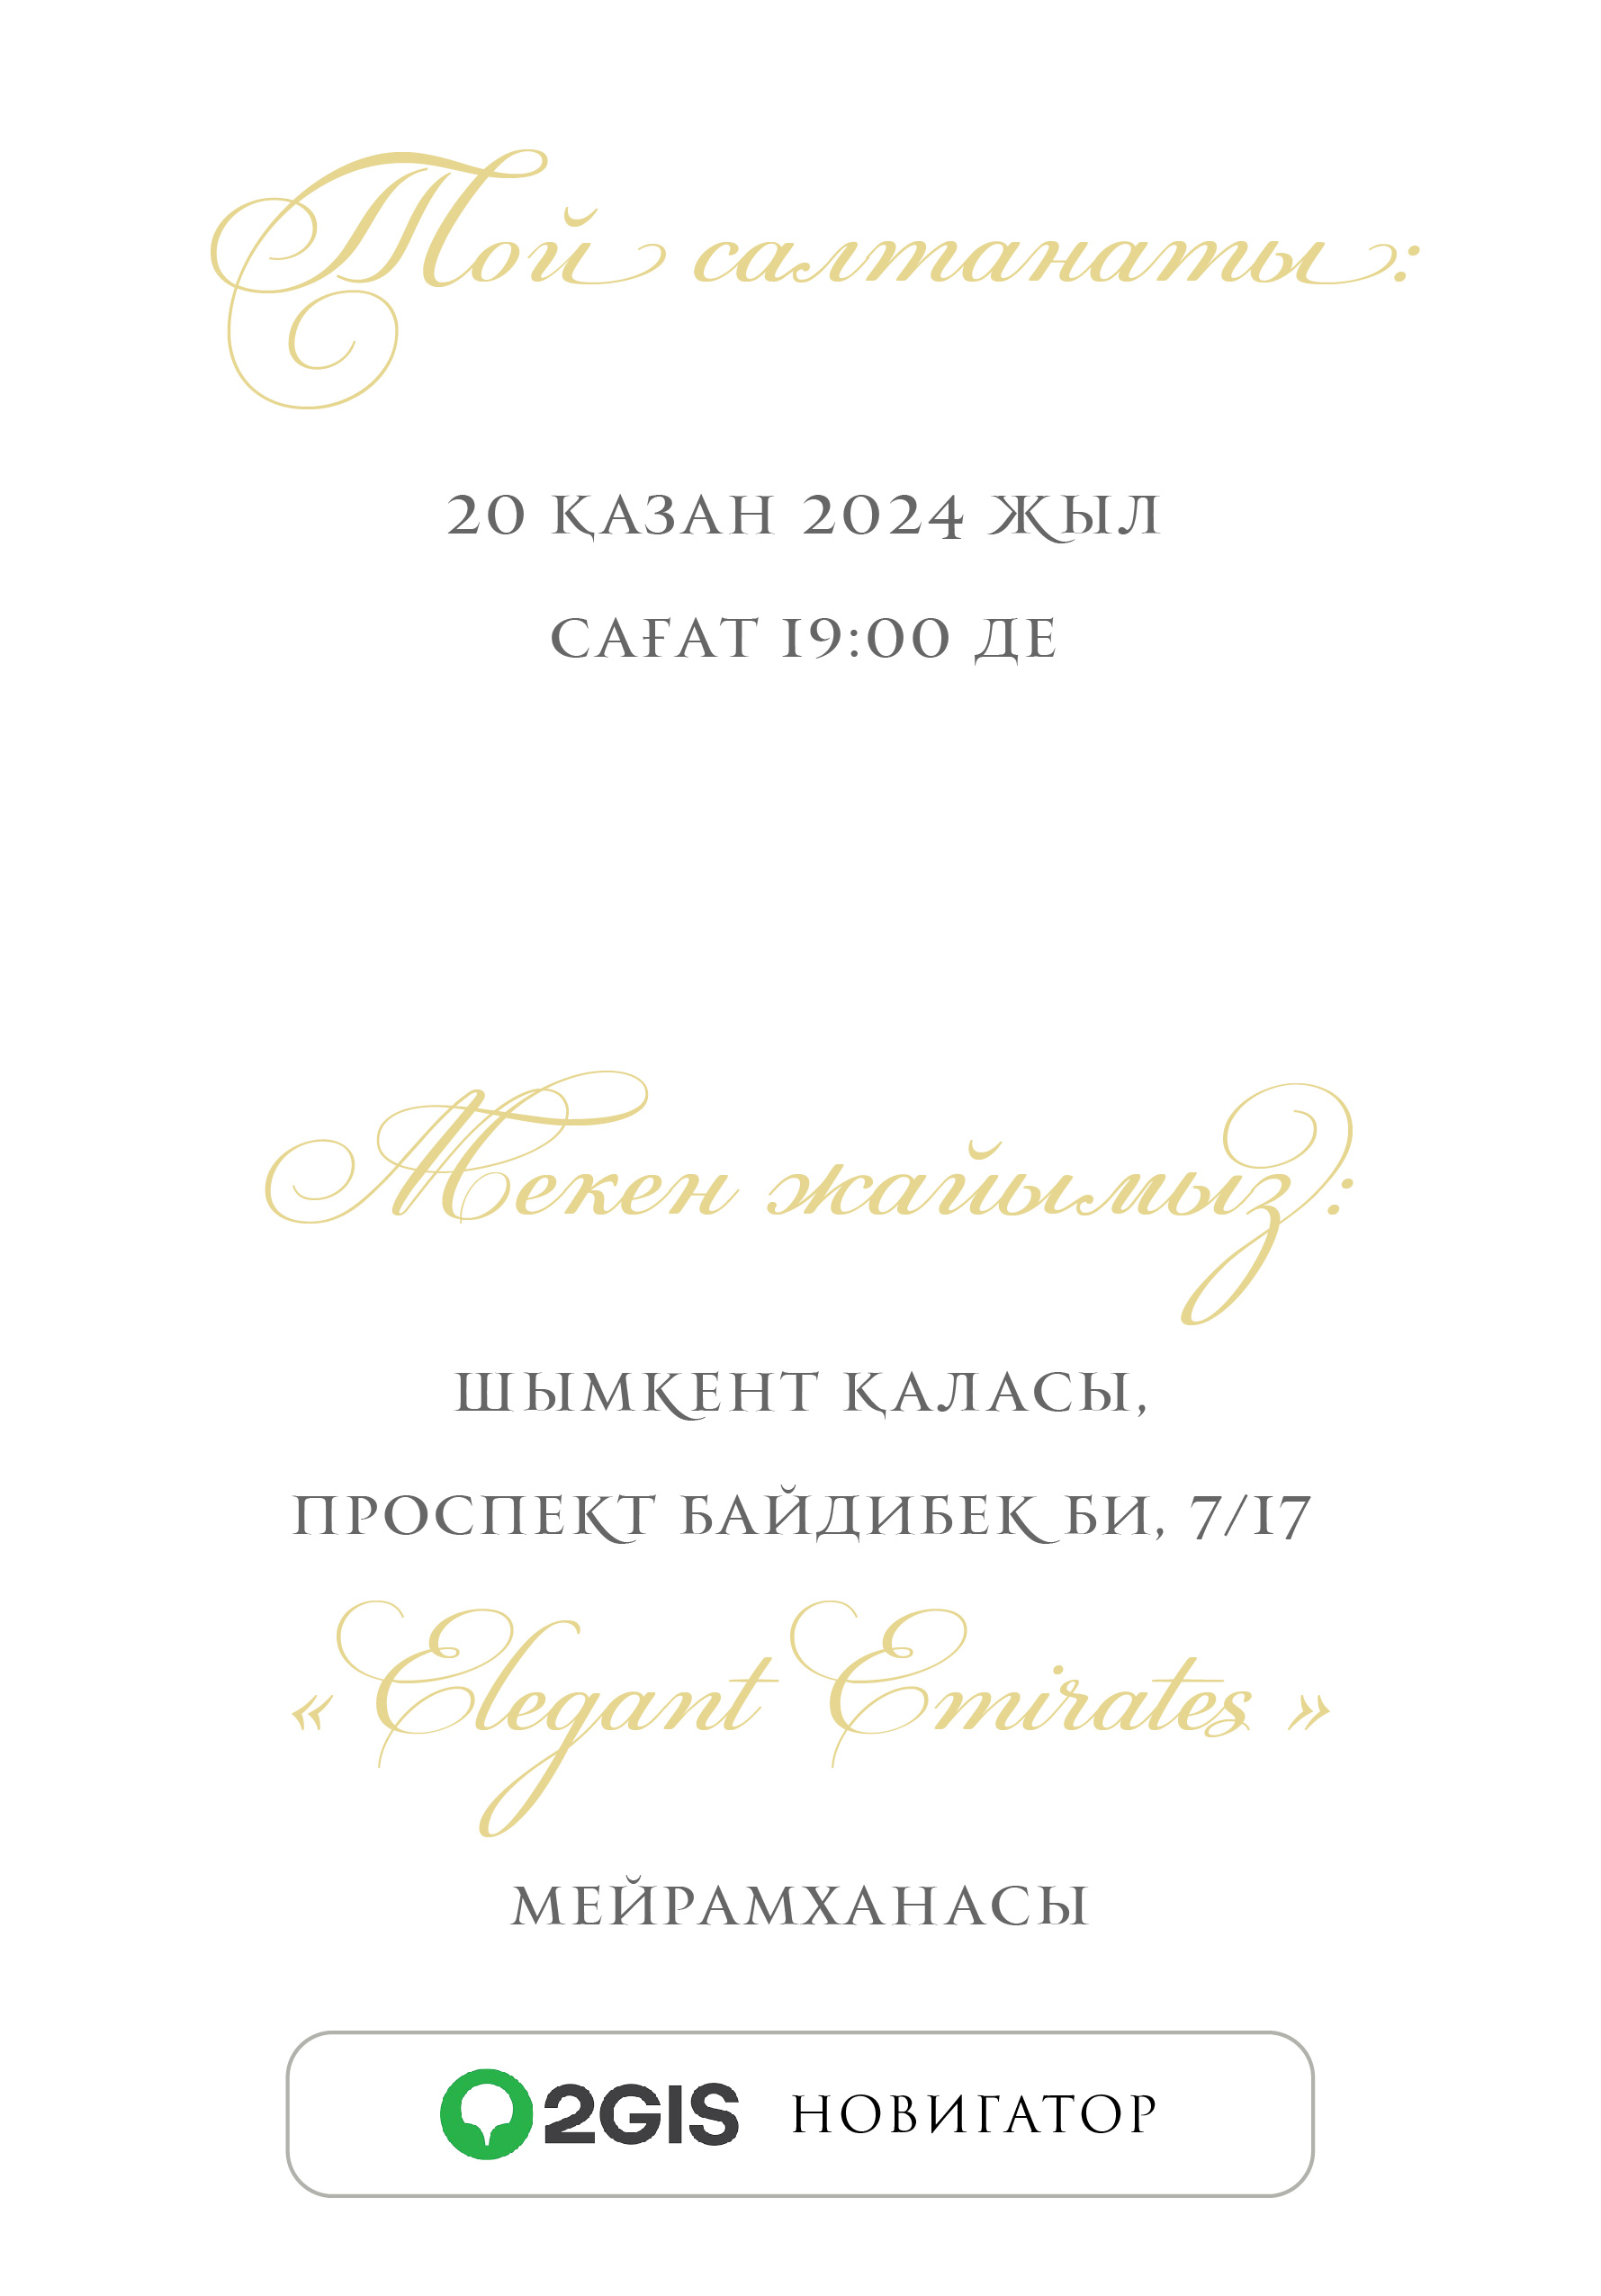 Той салтанаты:
20 ҚАЗАН 2024 ЖЫЛ
САҒАТ 19:00 ДЕ
Мекен жайымыз:
ШЫМКЕНТ ҚАЛАСЫ,
ПРОСПЕКТ БАЙДИБЕК БИ, 7/17
« Elegant Emirates »
МЕЙРАМХАНАСЫ
2GIS НОВИГАТОР